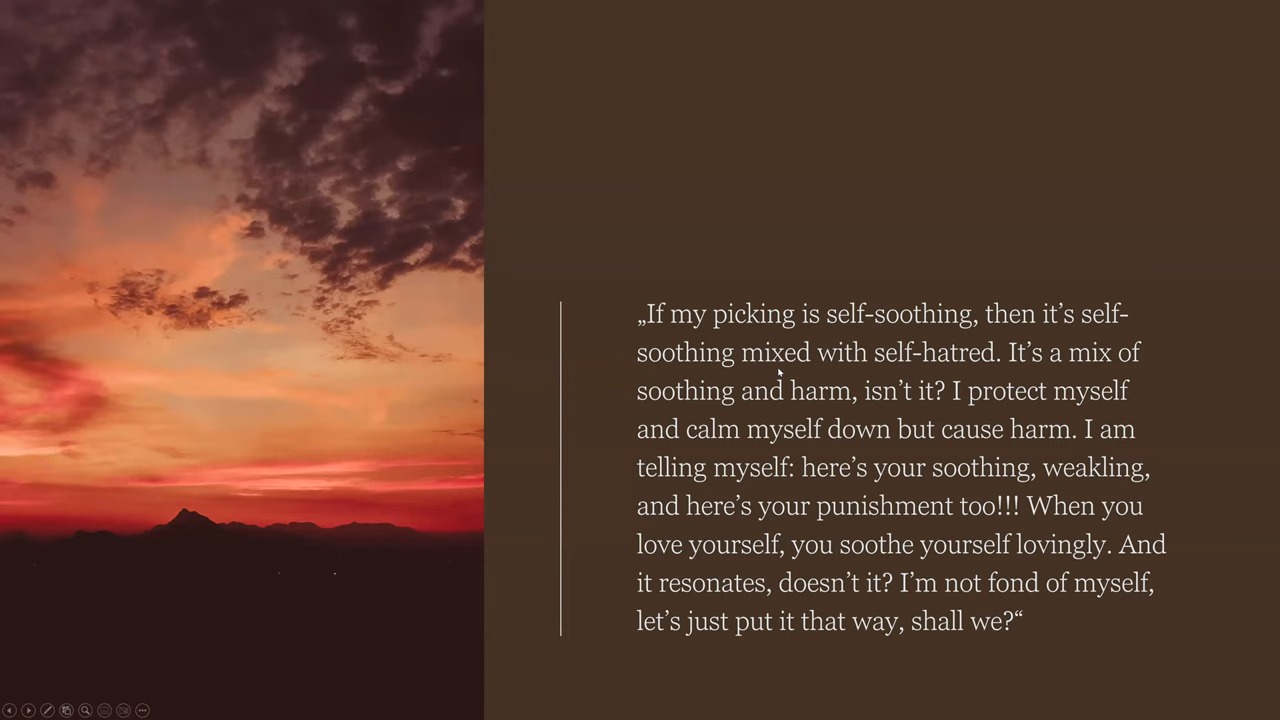 „If my picking is self-soothing, then it’s self-
soothing mixed with self-hatred. It’s a mix of
soothing and harm, isn’t it? I protect myself
and calm myself down but cause harm. I am
telling myself: here’s your soothing, weakling,
and here’s your punishment too!!! When you
love yourself, you soothe yourself lovingly. And
it resonates, doesn’t it? I’m not fond of myself,
let’s just put it that way, shall we?“